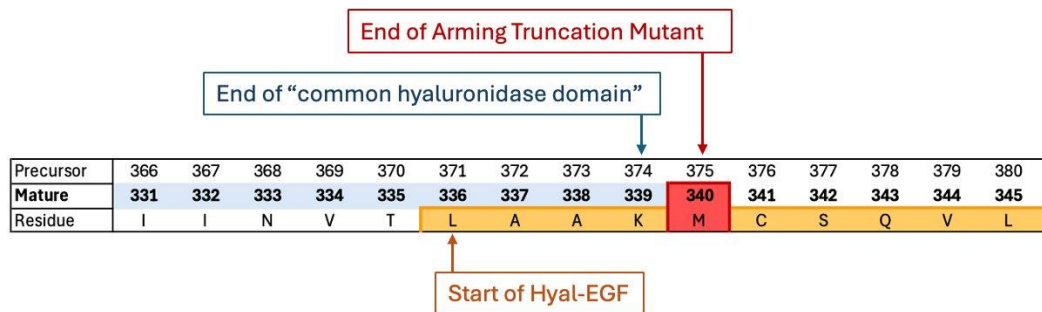 End of Arming Truncation Mutant
End of “common hyaluronidase domain”
Precursor 366 367 368 369 370 371 372 373 374 375 376 377 378 379 380
Mature 331 332 333 334 335 336 337 338 339 340 341 342 343 344 345
Residue I I N V T L A A K M C S Q V L
Start of Hyal-EGF